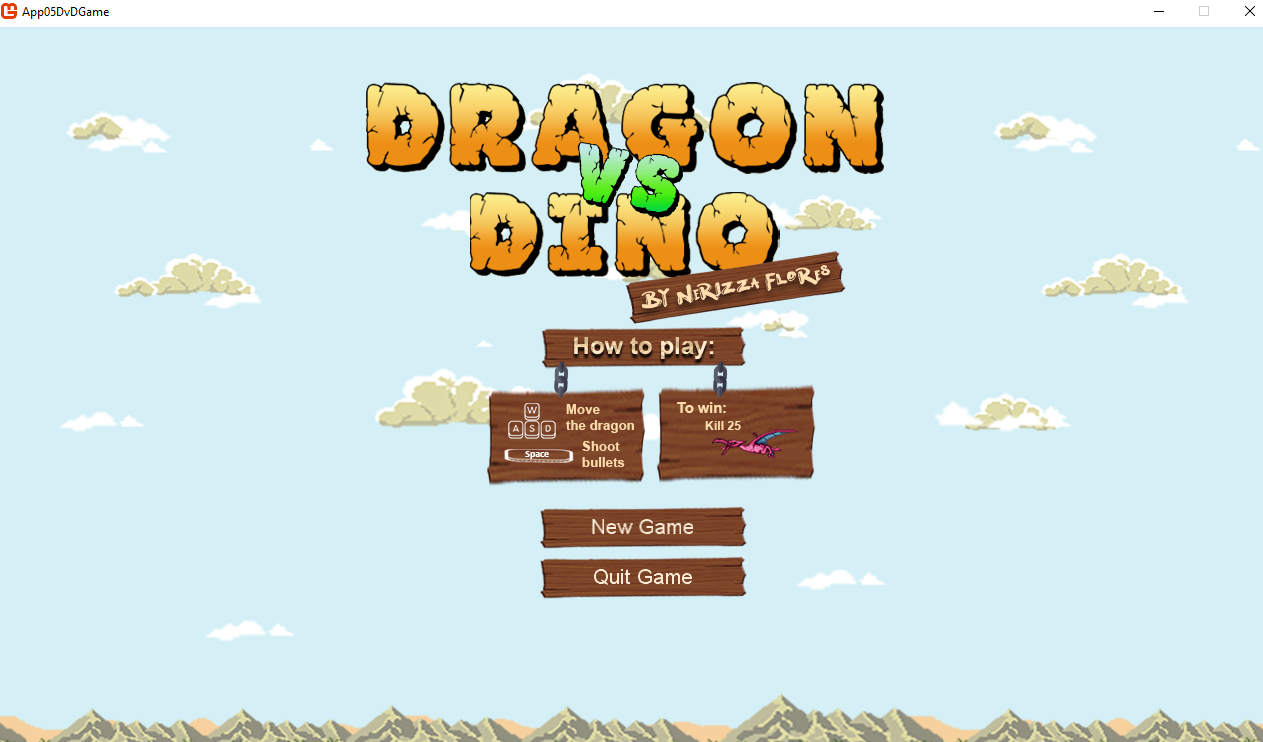 App05DvDGame
DRAGON
VS
DINO
BY NERIZZA FLORES
How to play:
W
A S D
Move
the dragon
Space
Shoot
bullets
To win:
Kill 25
New Game
Quit Game